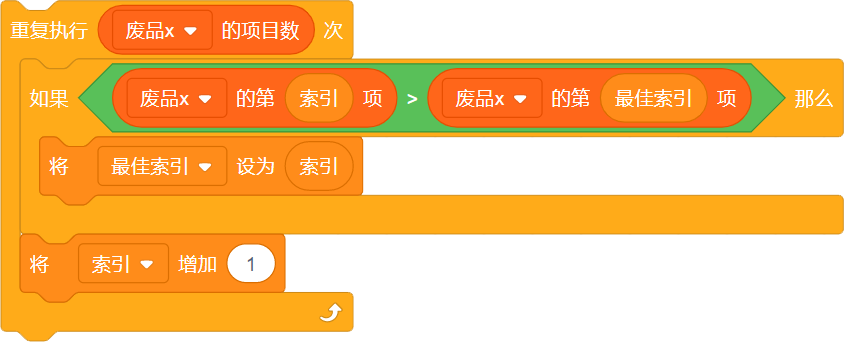 重复执行 废品x 的项目数 次
如果 废品x 的第 索引 项 > 废品x 的第 最佳索引 项 那么
将 最佳索引 设为 索引
将 索引 增加 1